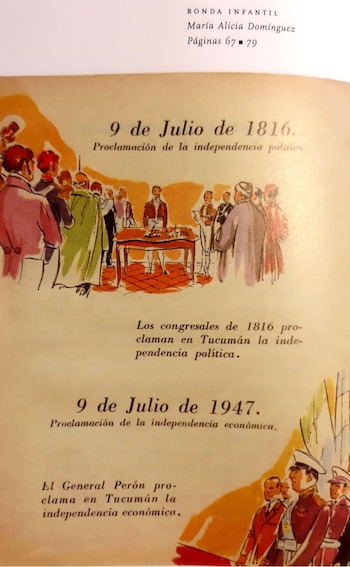 RONDA INFANTIL
María Alicia Domínguez
Páginas 67 ■ 79
9 de Julio de 1816.
Proclamación de la independencia política.
Los congresales de 1816 pro-
claman en Tucumán la inde-
pendencia política.
9 de Julio de 1947.
Proclamación de la independencia económica.
El General Perón pro-
clama en Tucumán la
independencia económica.